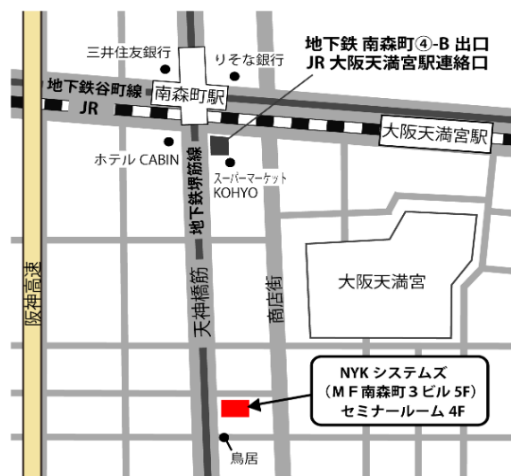 三井住友銀行
りそな銀行
地下鉄 南森町④-B 出口
JR 大阪天満宮駅連絡口
地下鉄谷町線
JR
南森町駅
大阪天満宮駅
ホテル CABIN
スーパーマーケット
KOHYO
地下鉄堺筋線
阪神高速
天神橋筋
商店街
大阪天満宮
NYK システムズ
(ＭＦ南森町３ビル 5F)
セミナールーム 4F
鳥居